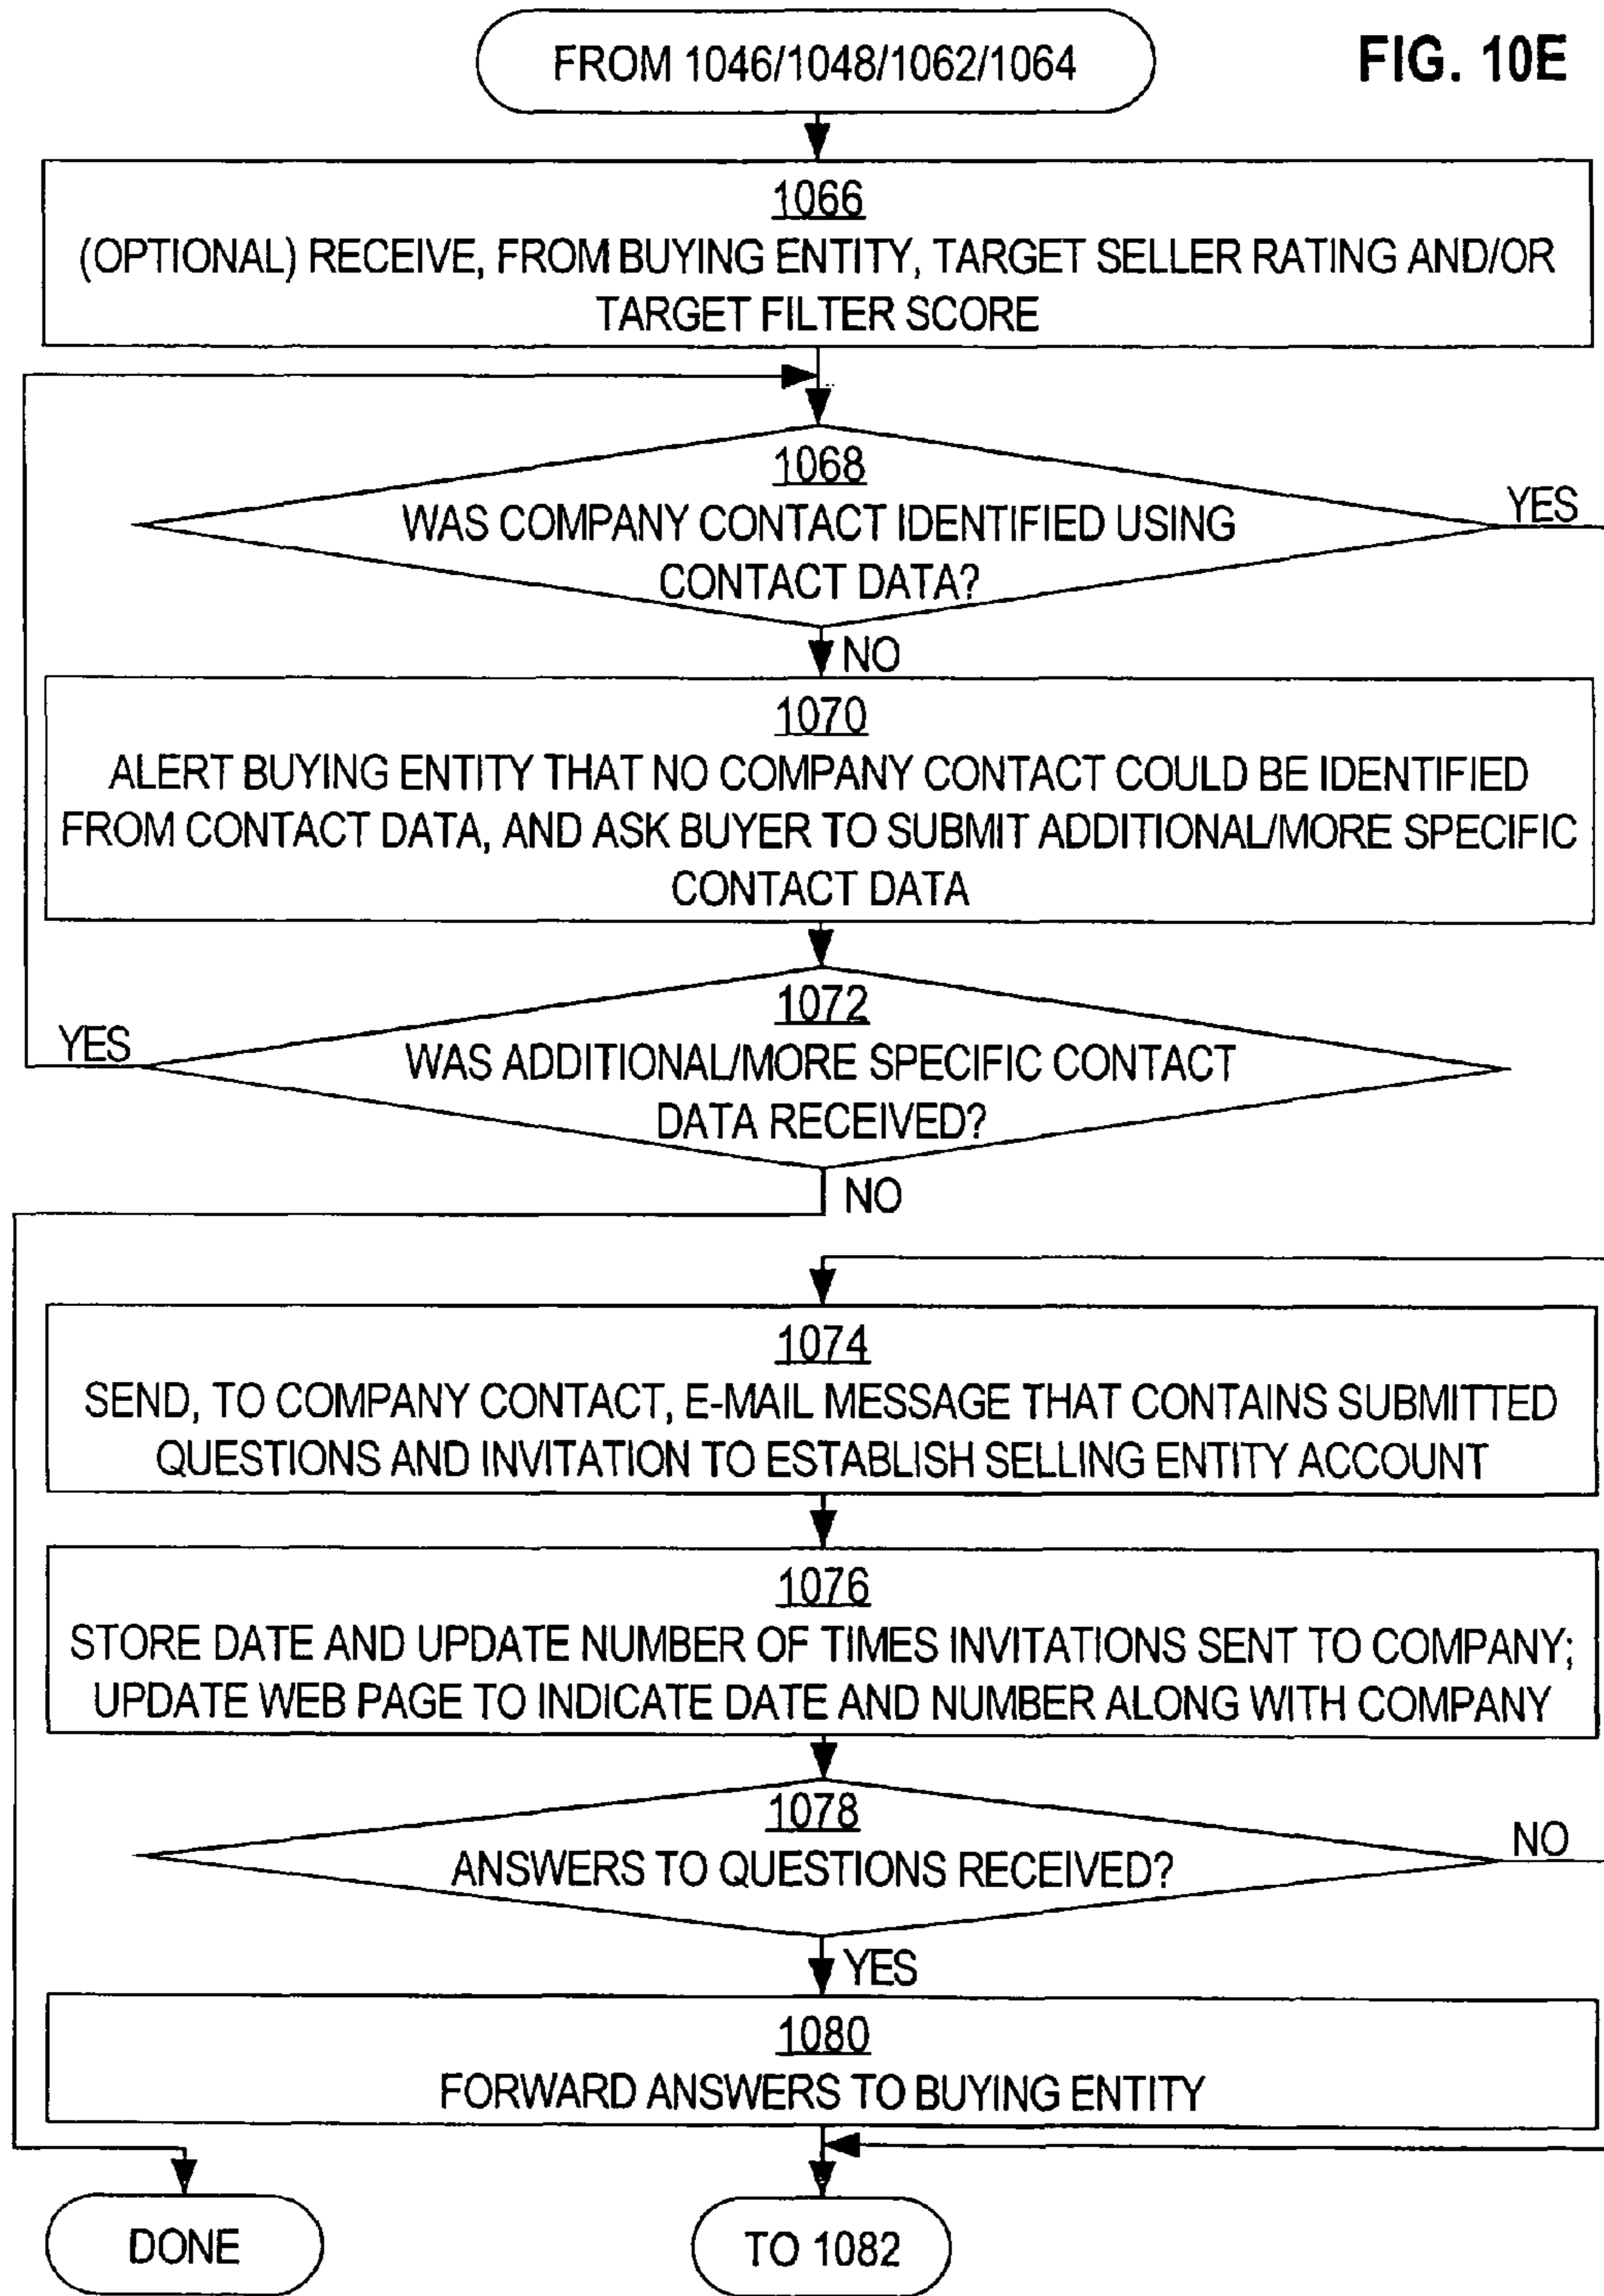 FROM 1046/1048/1062/1064
FIG. 10E
1066
(OPTIONAL) RECEIVE, FROM BUYING ENTITY, TARGET SELLER RATING AND/OR
TARGET FILTER SCORE
1068
WAS COMPANY CONTACT IDENTIFIED USING
CONTACT DATA?
YES
NO
1070
ALERT BUYING ENTITY THAT NO COMPANY CONTACT COULD BE IDENTIFIED
FROM CONTACT DATA, AND ASK BUYER TO SUBMIT ADDITIONAL/MORE SPECIFIC
CONTACT DATA
1072
WAS ADDITIONAL/MORE SPECIFIC CONTACT
DATA RECEIVED?
YES
NO
1074
SEND, TO COMPANY CONTACT, E-MAIL MESSAGE THAT CONTAINS SUBMITTED
QUESTIONS AND INVITATION TO ESTABLISH SELLING ENTITY ACCOUNT
1076
STORE DATE AND UPDATE NUMBER OF TIMES INVITATIONS SENT TO COMPANY;
UPDATE WEB PAGE TO INDICATE DATE AND NUMBER ALONG WITH COMPANY
1078
ANSWERS TO QUESTIONS RECEIVED?
NO
YES
1080
FORWARD ANSWERS TO BUYING ENTITY
DONE
TO 1082